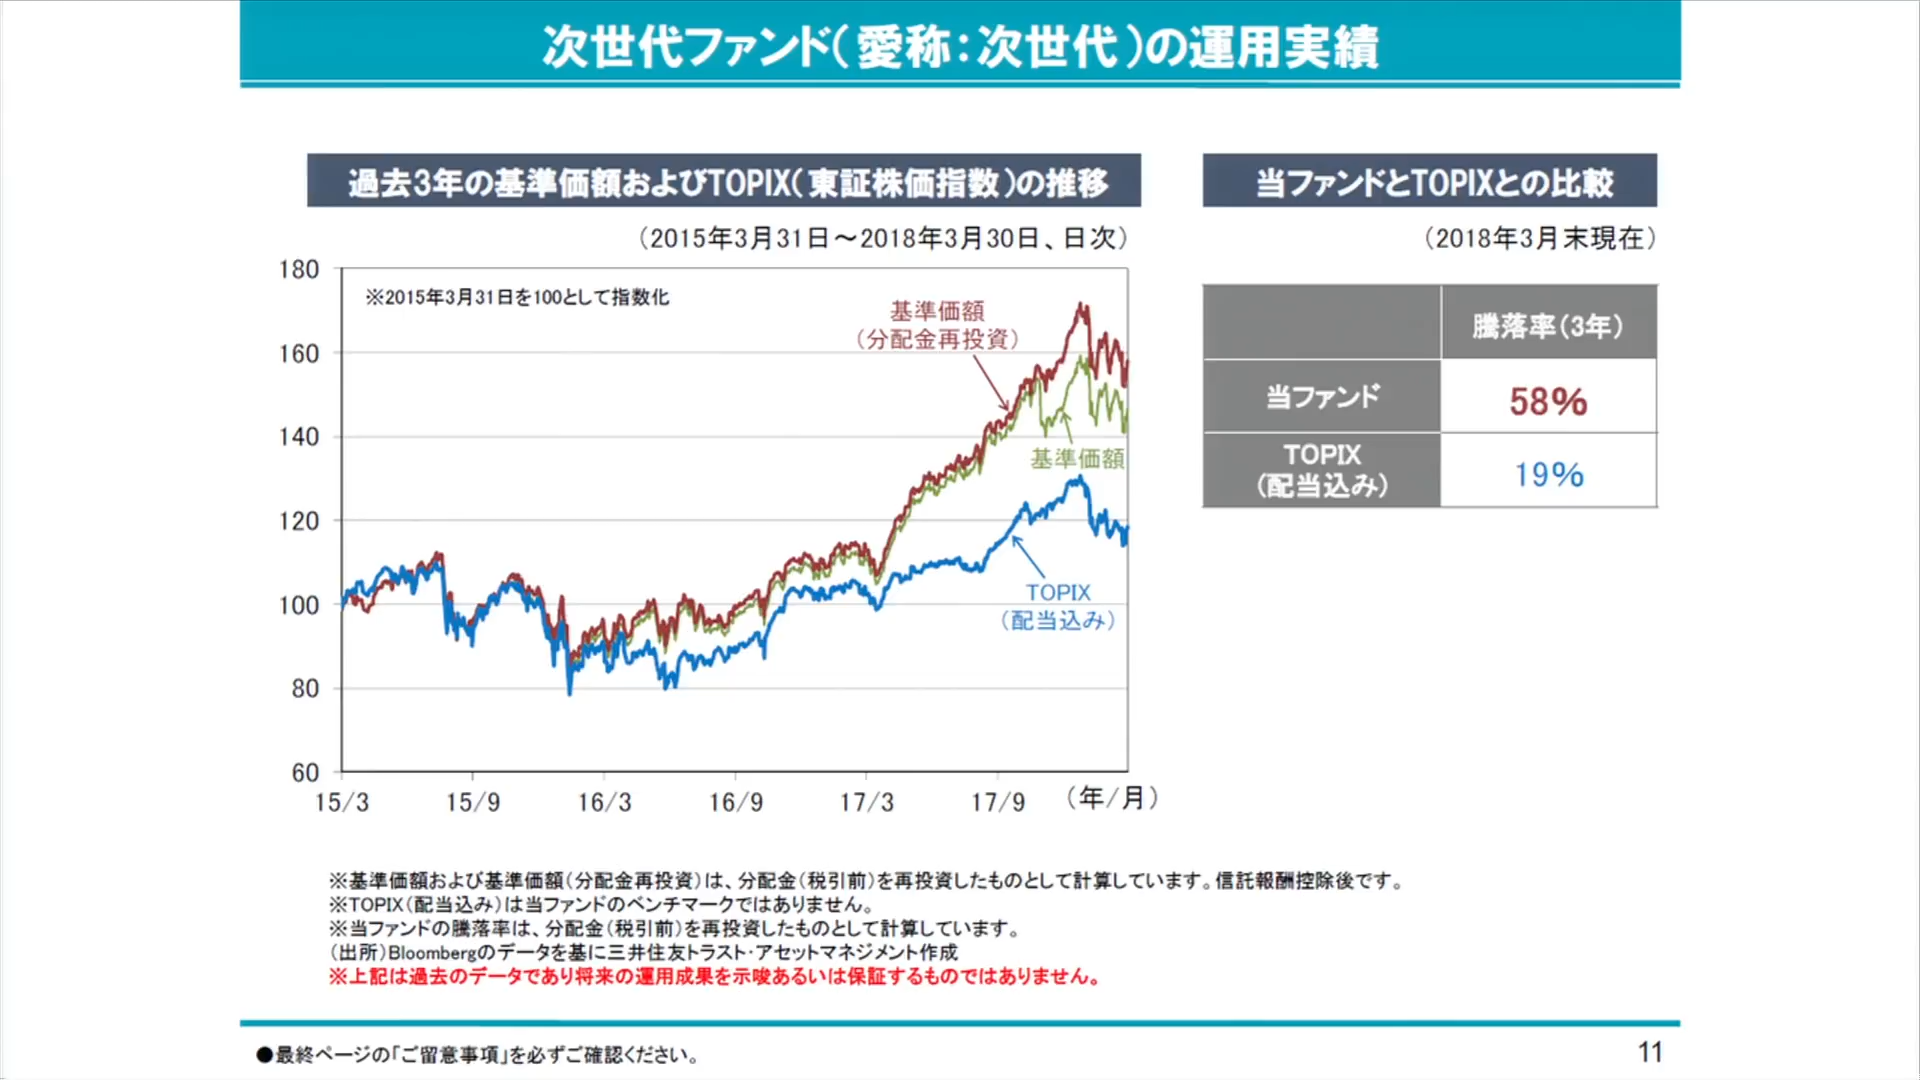 次世代ファンド(愛称：次世代)の運用実績
過去3年の基準価額およびTOPIX(東証株価指数)の推移
(2015年3月31日～2018年3月30日、日次)
180
※2015年3月31日を100として指数化
基準価額
(分配金再投資)
160
140
基準価額
120
TOPIX
(配当込み)
100
80
60
15/3
15/9
16/3
16/9
17/3
17/9
(年/月)
当ファンドとTOPIXとの比較
(2018年3月末現在)
騰落率(3年)
当ファンド 58%
TOPIX
(配当込み) 19%
※基準価額および基準価額(分配金再投資)は、分配金(税引前)を再投資したものとして計算しています。信託報酬控除後です。
※TOPIX(配当込み)は当ファンドのベンチマークではありません。
※当ファンドの騰落率は、分配金(税引前)を再投資したものとして計算しています。
(出所)Bloombergのデータを基に三井住友トラスト・アセットマネジメント作成
※上記は過去のデータであり将来の運用成果を示唆あるいは保証するものではありません。
●最終ページの「ご留意事項」を必ずご確認ください。
11